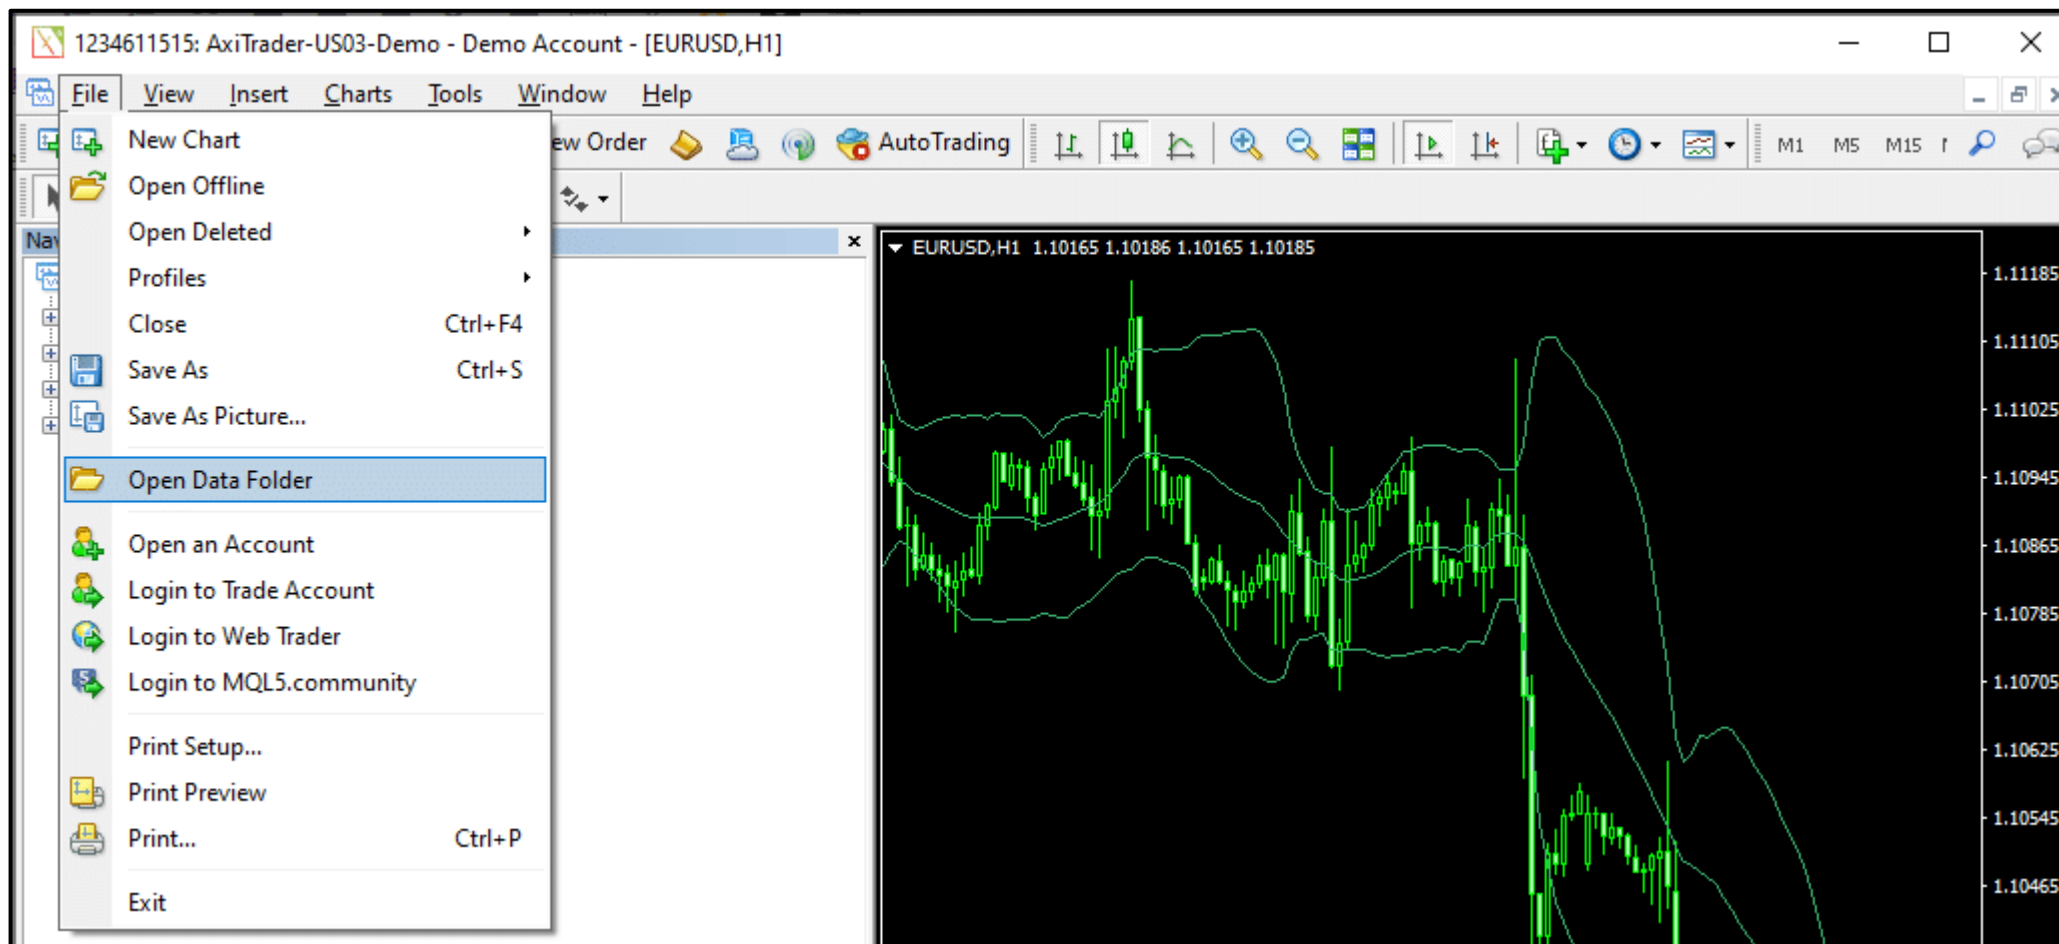 1234611515: AxiTrader-US03-Demo - Demo Account - [EURUSD,H1]
File View Insert Charts Tools Window Help
New Chart
Open Offline
Open Deleted
Profiles
Close Ctrl+F4
Save As Ctrl+S
Save As Picture...
Open Data Folder
Open an Account
Login to Trade Account
Login to Web Trader
Login to MQL5.community
Print Setup...
Print Preview
Print... Ctrl+P
Exit
ew Order AutoTrading M1 M5 M15
Nav
EURUSD,H1 1.10165 1.10186 1.10165 1.10185
1.11185
1.11105
1.11025
1.10945
1.10865
1.10785
1.10705
1.10625
1.10545
1.10465